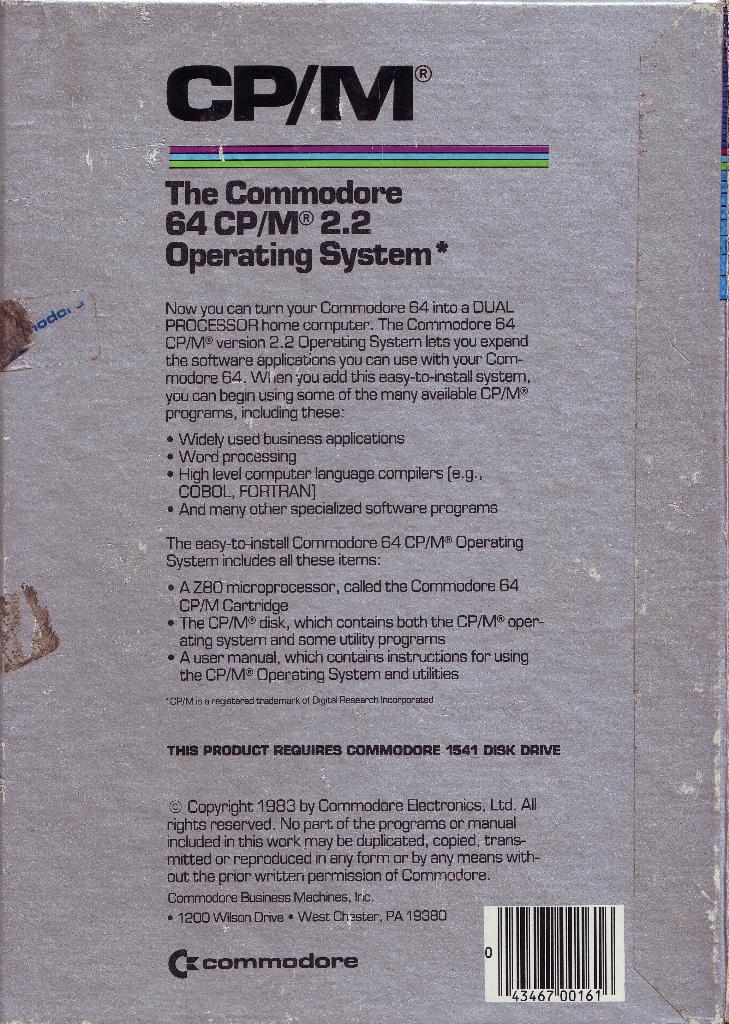 CP/M®
The Commodore
64 CP/M® 2.2
Operating System*
Now you can turn your Commodore 64 into a DUAL
PROCESSOR home computer. The Commodore 64
CP/M® version 2.2 Operating System lets you expand
the software applications you can use with your Com-
modore 64. When you add this easy-to-install system,
you can begin using some of the many available CP/M®
programs, including these:
• Widely used business applications
• Word processing
• High level computer language compilers [e.g.,
COBOL, FORTRAN]
• And many other specialized software programs
The easy-to-install Commodore 64 CP/M® Operating
System includes all these items:
• A Z80 microprocessor, called the Commodore 64
CP/M Cartridge
• The CP/M® disk, which contains both the CP/M® oper-
ating system and some utility programs
• A user manual, which contains instructions for using
the CP/M® Operating System and utilities
*CP/M is a registered trademark of Digital Research Incorporated
THIS PRODUCT REQUIRES COMMODORE 1541 DISK DRIVE
© Copyright 1983 by Commodore Electronics, Ltd. All
rights reserved. No part of the programs or manual
included in this work may be duplicated, copied, trans-
mitted or reproduced in any form or by any means with-
out the prior written permission of Commodore.
Commodore Business Machines, Inc.
• 1200 Wilson Drive • West Chester, PA 19380
commodore
0 43467 00161